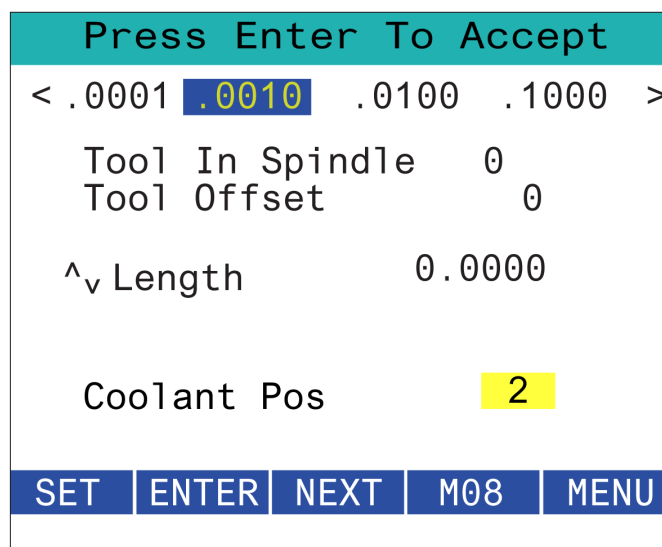 Press Enter To Accept
< .0001 .0010 .0100 .1000 >
Tool In Spindle 0
Tool Offset 0
^v Length 0.0000
Coolant Pos 2
SET ENTER NEXT M08 MENU